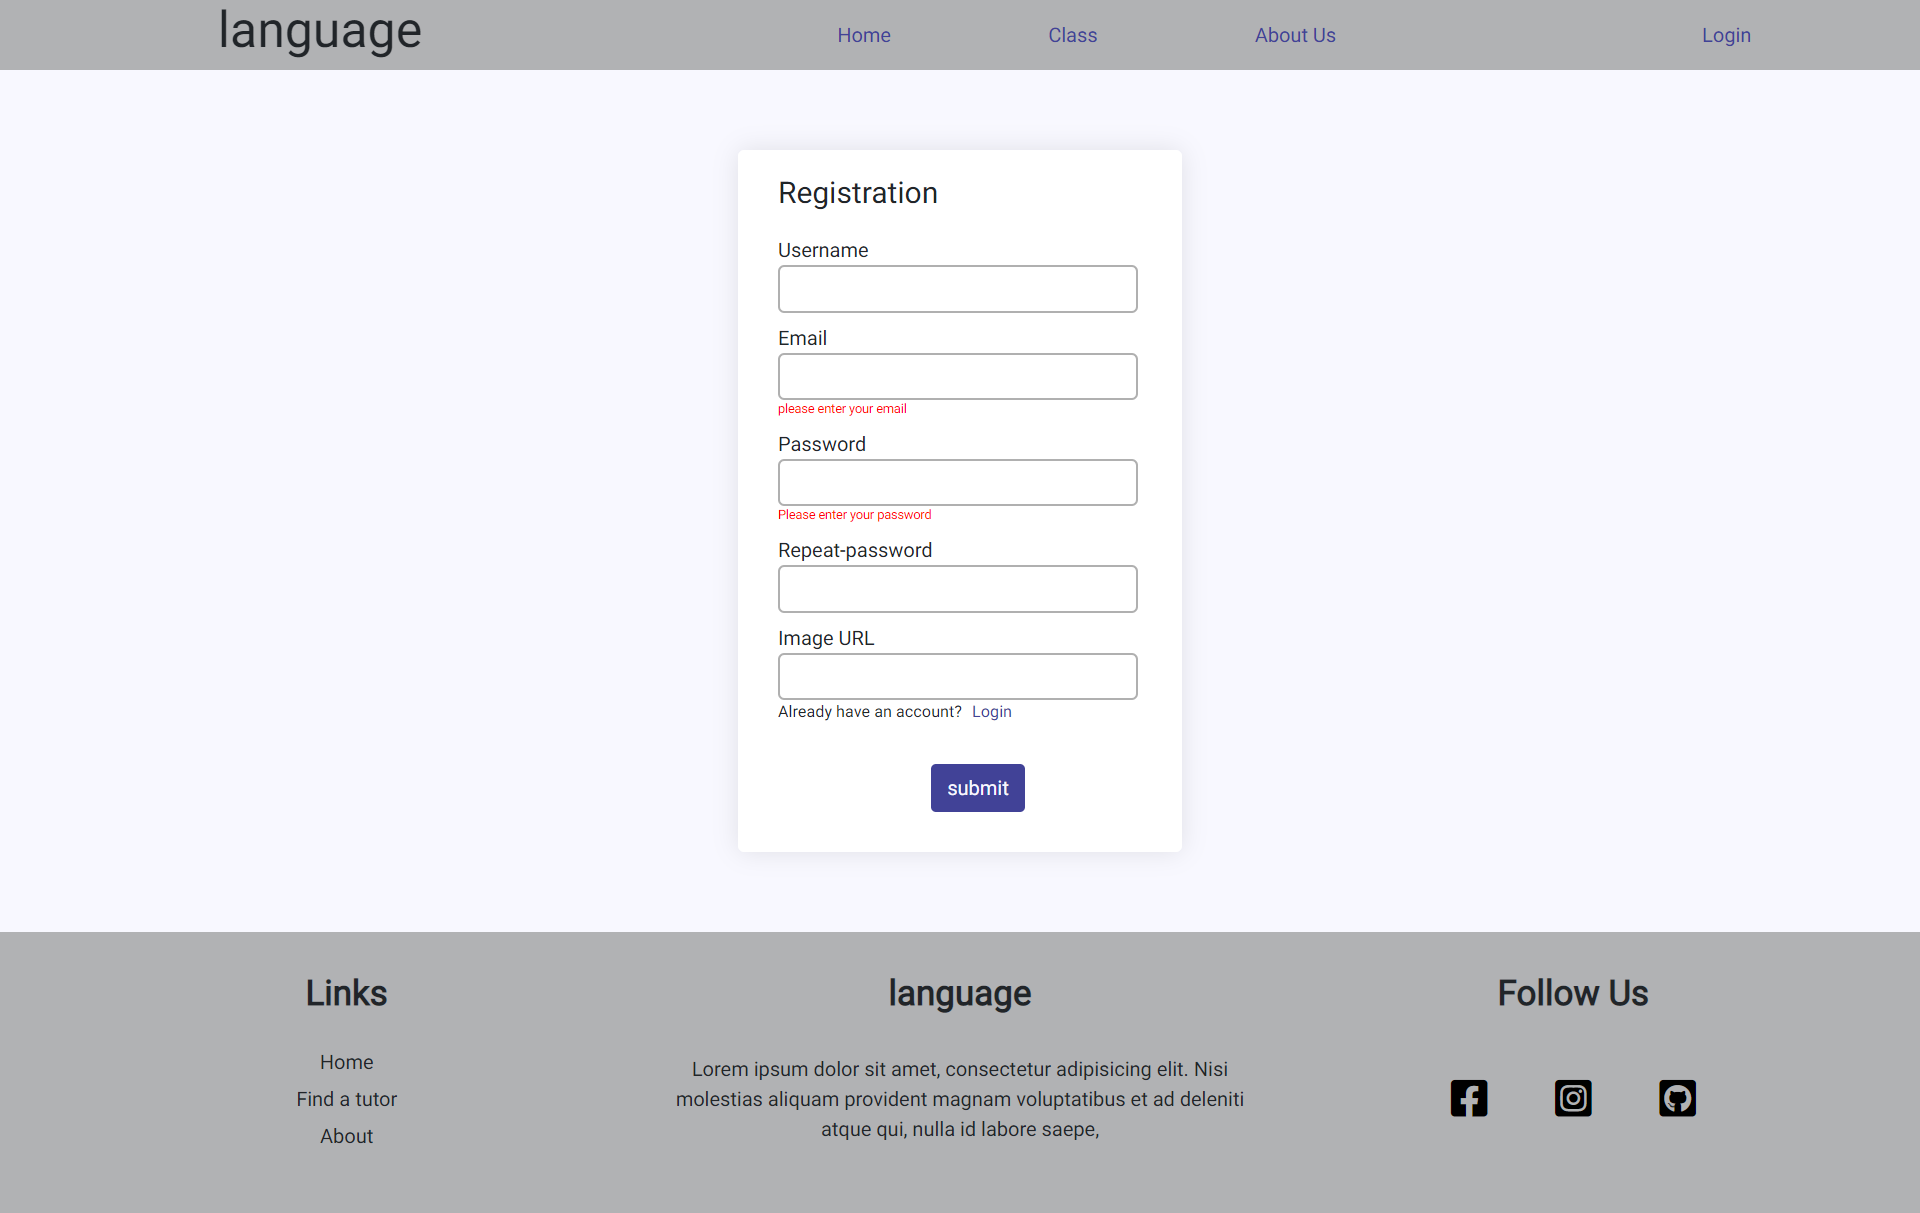 language
Home
Class
About Us
Login
Registration
Username
Email
please enter your email
Password
Please enter your password
Repeat-password
Image URL
Already have an account? Login
submit
Links
Home
Find a tutor
About
language
Lorem ipsum dolor sit amet, consectetur adipisicing elit. Nisi
molestias aliquam provident magnam voluptatibus et ad deleniti
atque qui, nulla id labore saepe,
Follow Us